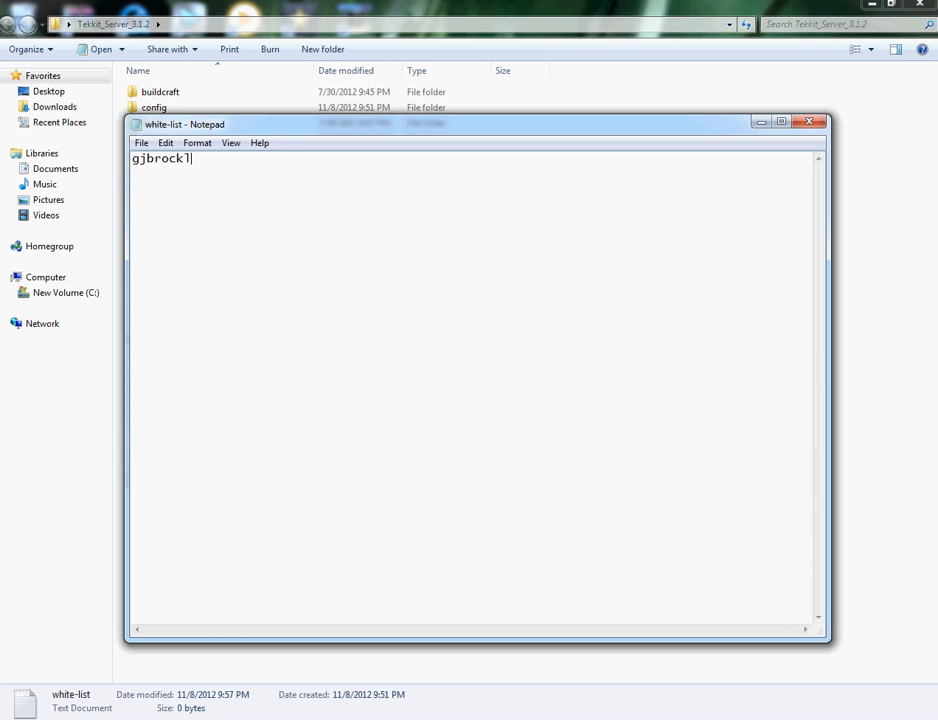 Tekkit_Server_3.1.2
Search Tekkit_Server_3.1.2
Organize Open Share with Print Burn New folder
Favorites
Desktop
Downloads
Recent Places
Libraries
Documents
Music
Pictures
Videos
Homegroup
Computer
New Volume (C:)
Network
Name Date modified Type Size
buildcraft 7/30/2012 9:45 PM File folder
config 11/8/2012 9:51 PM File folder
white-list - Notepad
File Edit Format View Help
gjbrockl
white-list Date modified: 11/8/2012 9:57 PM Date created: 11/8/2012 9:51 PM
Text Document Size: 0 bytes